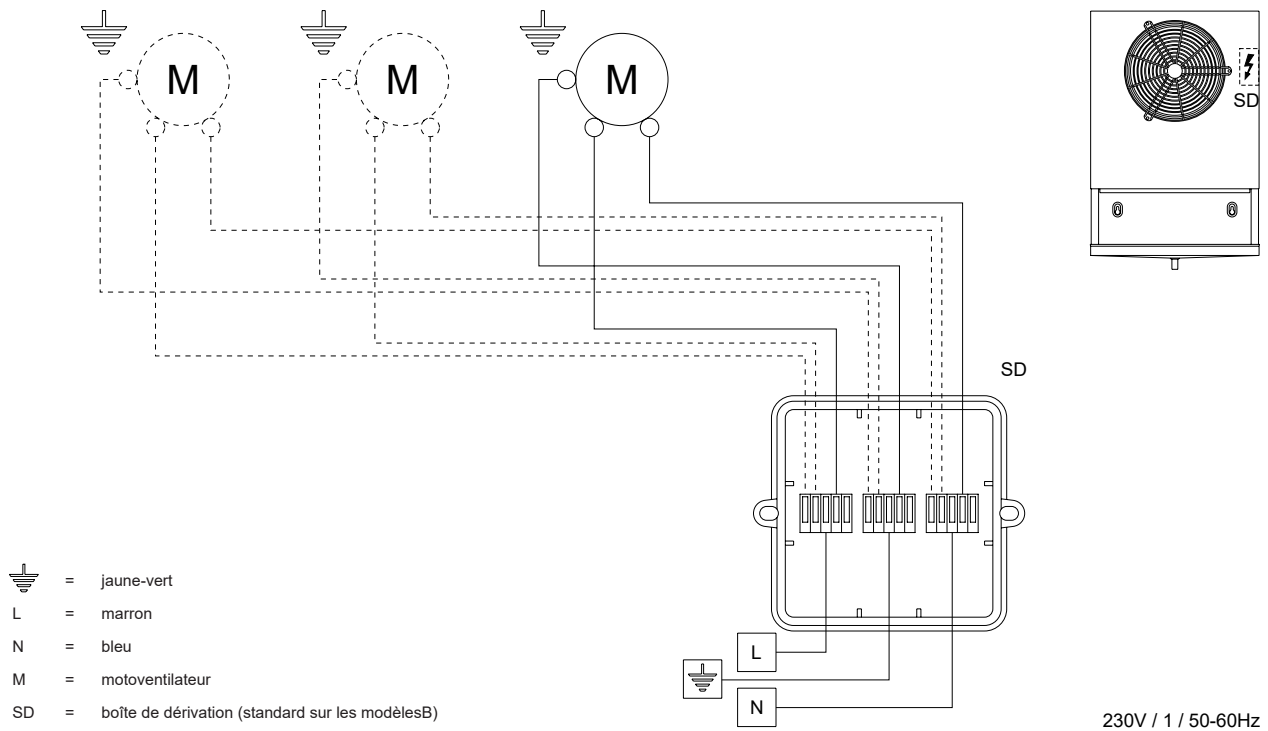 M M M
SD
SD
= jaune-vert
L = marron
N = bleu
M = motoventilateur
SD = boîte de dérivation (standard sur les modèlesB)
L
N
230V / 1 / 50-60Hz